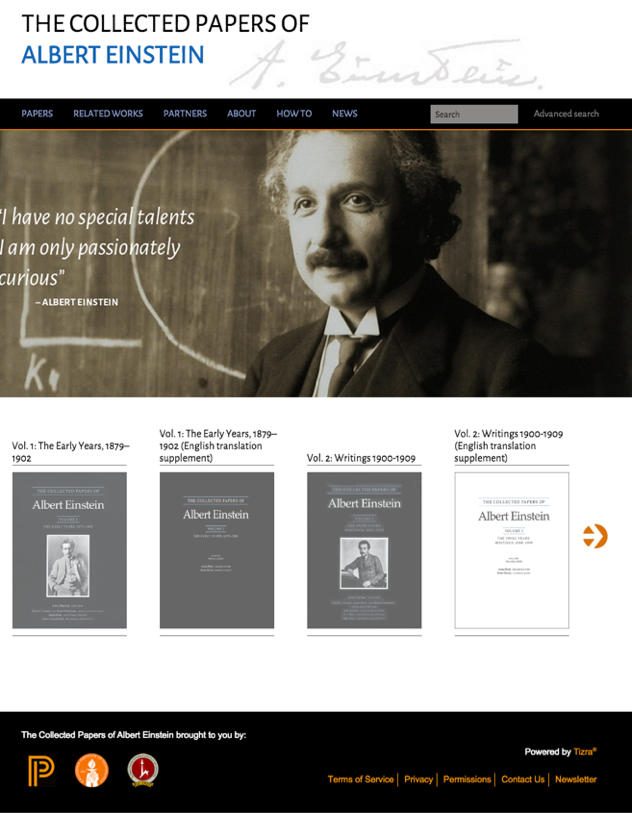 THE COLLECTED PAPERS OF
ALBERT EINSTEIN
A. Einstein.
PAPERS RELATED WORKS PARTNERS ABOUT HOW TO NEWS Search Advanced search
"I have no special talents
I am only passionately
curious"
– ALBERT EINSTEIN
Vol. 1: The Early Years, 1879–
1902
Vol. 1: The Early Years, 1879–
1902 (English translation
supplement)
Vol. 2: Writings 1900-1909
Vol. 2: Writings 1900-1909
(English translation
supplement)
THE COLLECTED PAPERS OF
Albert Einstein
VOLUME 1
THE EARLY YEARS, 1879-1902
THE COLLECTED PAPERS OF
Albert Einstein
VOLUME 1
THE EARLY YEARS, 1879-1902
THE COLLECTED PAPERS OF
Albert Einstein
VOLUME 2
THE SWISS YEARS:
WRITINGS, 1900-1909
THE COLLECTED PAPERS OF
Albert Einstein
VOLUME 2
THE SWISS YEARS:
WRITINGS, 1900-1909
The Collected Papers of Albert Einstein brought to you by:
Powered by Tizra®
Terms of Service | Privacy | Permissions | Contact Us | Newsletter